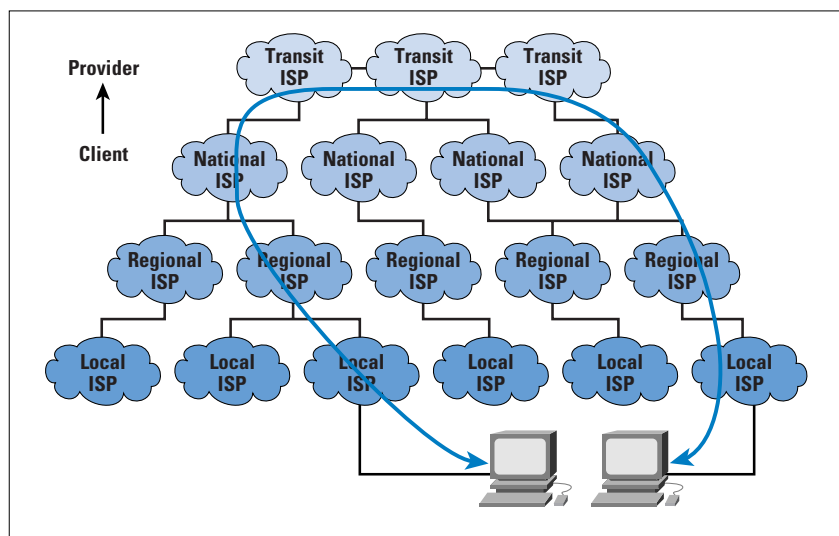 Provider
Client
Transit
ISP
Transit
ISP
Transit
ISP
National
ISP
National
ISP
National
ISP
National
ISP
Regional
ISP
Regional
ISP
Regional
ISP
Regional
ISP
Regional
ISP
Local
ISP
Local
ISP
Local
ISP
Local
ISP
Local
ISP
Local
ISP